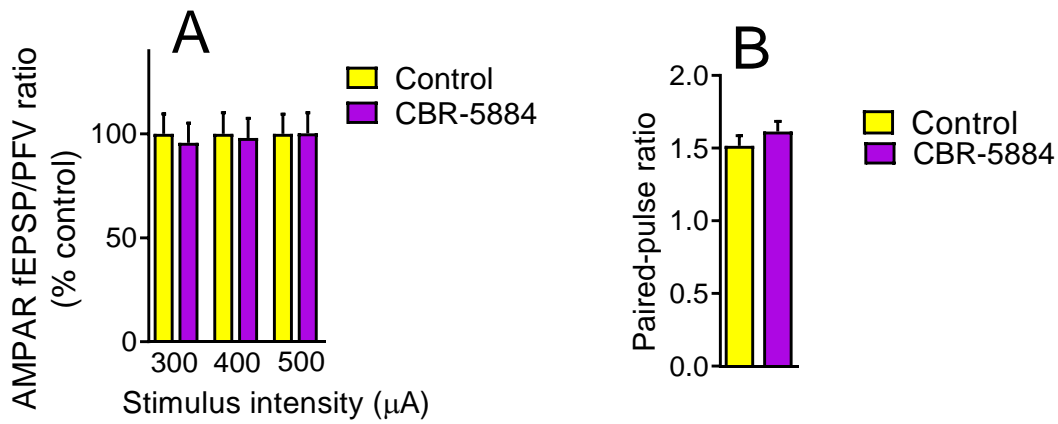 A
AMPAR fEPSP/PFV ratio
(% control)
100
50
0
300 400 500
Stimulus intensity (μA)
Control
CBR-5884
B
Paired-pulse ratio
2.0
1.5
1.0
0.5
0.0
Control
CBR-5884